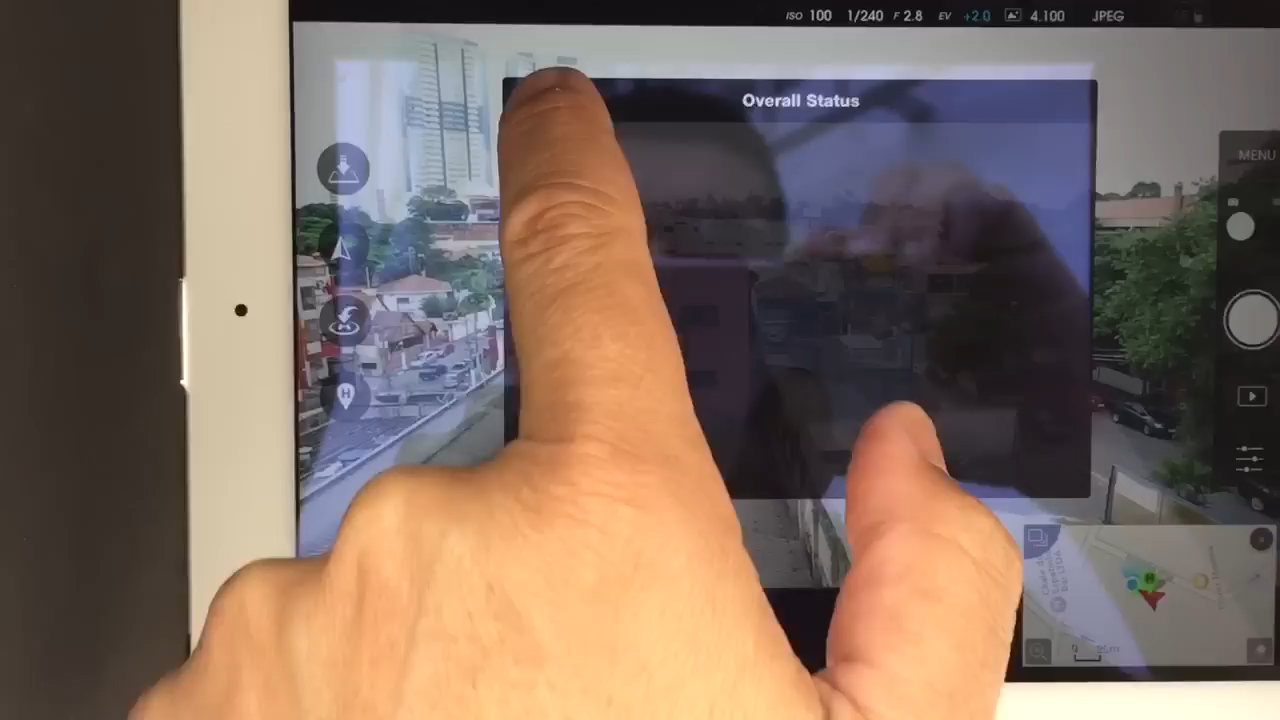 ISO 100 1/240 F 2.8 EV +2.0 4.100 JPEG
Overall Status
MENU
H
H